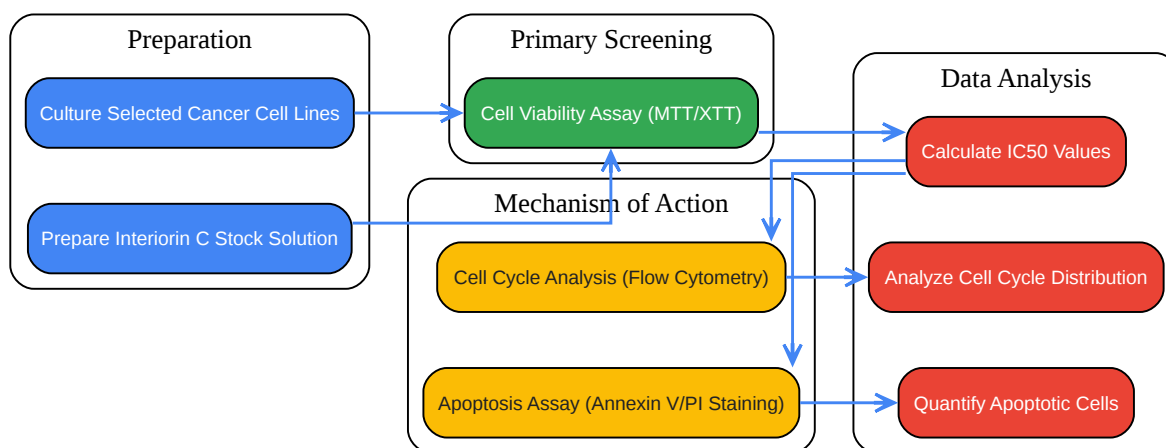 Preparation
Culture Selected Cancer Cell Lines
Prepare Interiorin C Stock Solution
Primary Screening
Cell Viability Assay (MTT/XTT)
Mechanism of Action
Cell Cycle Analysis (Flow Cytometry)
Apoptosis Assay (Annexin V/PI Staining)
Data Analysis
Calculate IC50 Values
Analyze Cell Cycle Distribution
Quantify Apoptotic Cells